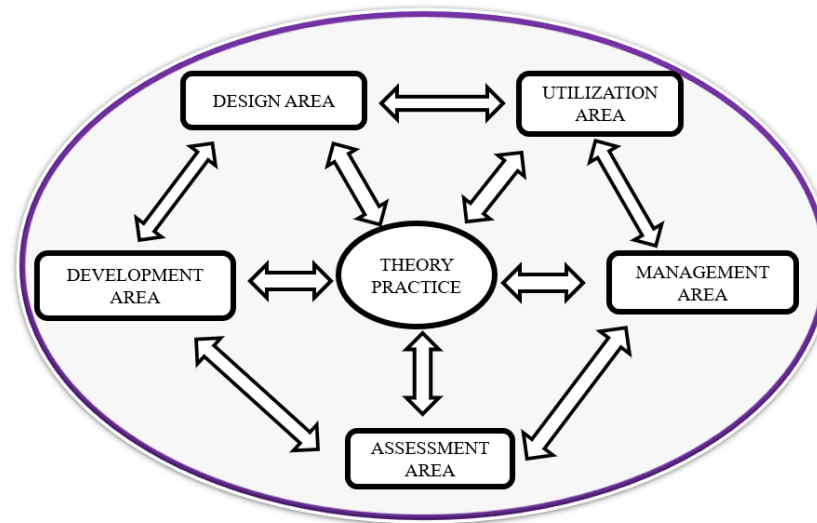 DESIGN AREA
UTILIZATION
AREA
DEVELOPMENT
AREA
THEORY
PRACTICE
MANAGEMENT
AREA
ASSESSMENT
AREA